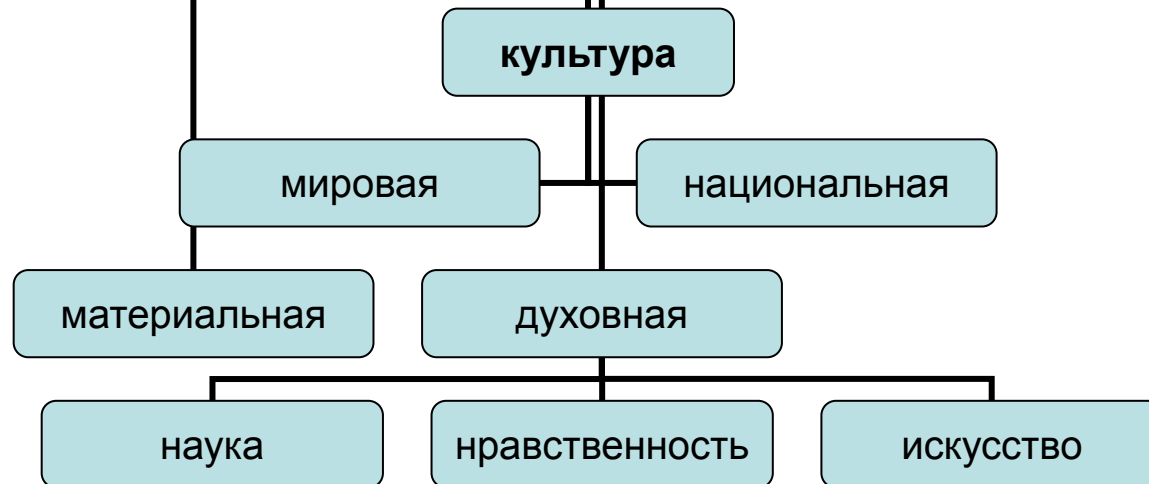 культура
мировая
национальная
материальная
духовная
наука
нравственность
искусство